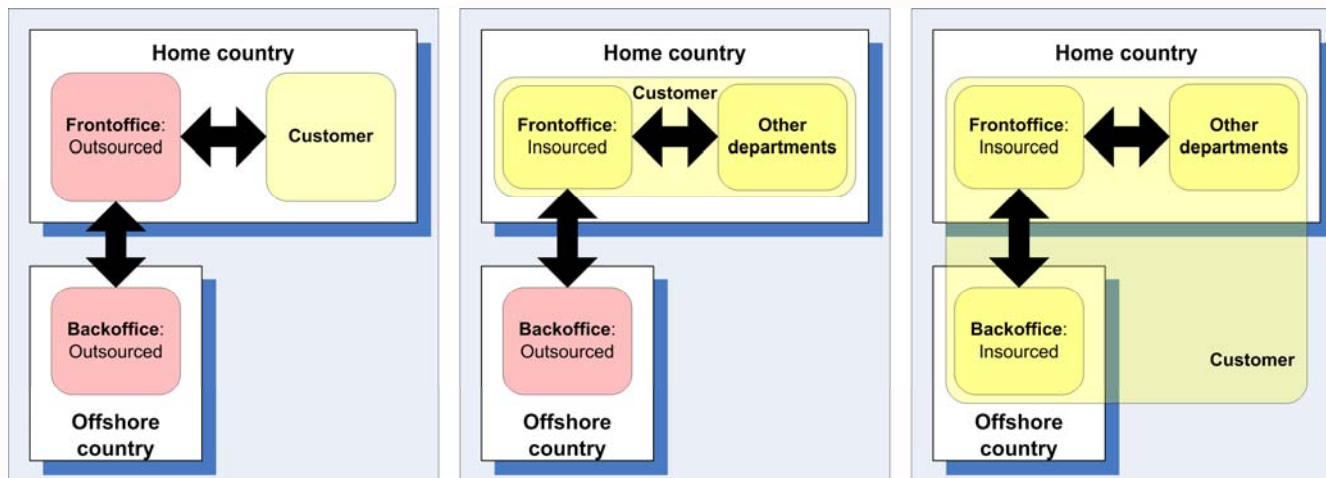 Home country
Frontoffice:
Outsourced
Customer
Backoffice:
Outsourced
Offshore
country
Home country
Customer
Frontoffice:
Insourced
Other
departments
Backoffice:
Outsourced
Offshore
country
Home country
Frontoffice:
Insourced
Other
departments
Backoffice:
Insourced
Customer
Offshore
country